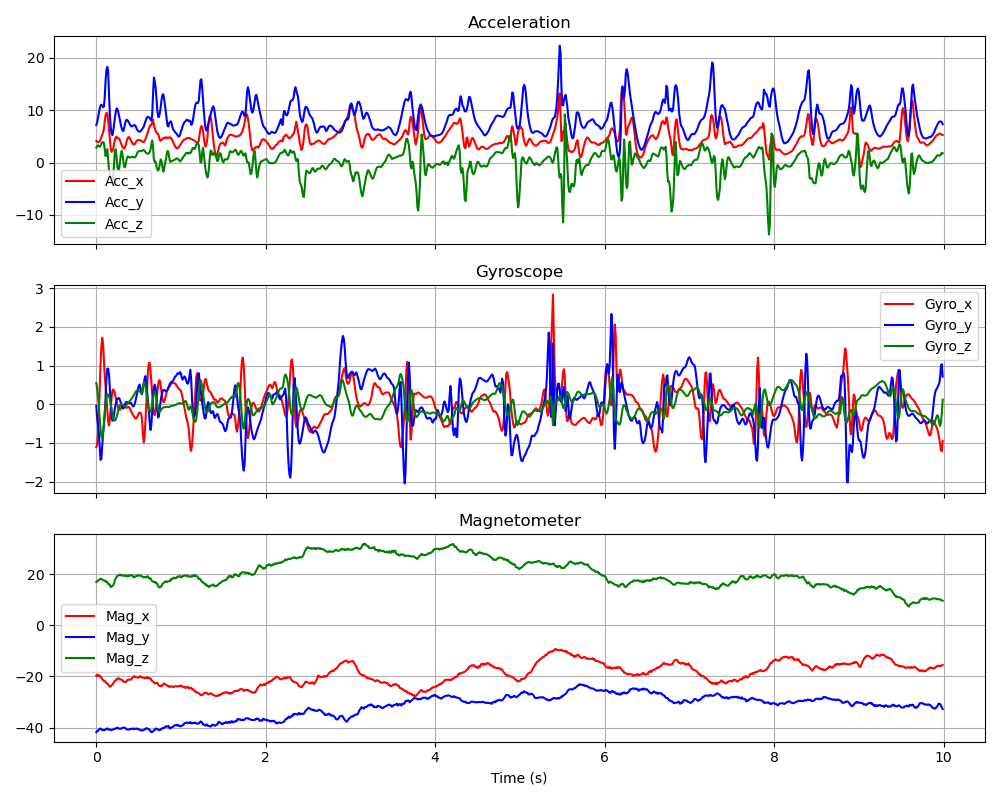 Acceleration
20
10
0
−10
Acc_x
Acc_y
Acc_z
Gyroscope
3
2
1
0
−1
−2
Gyro_x
Gyro_y
Gyro_z
Magnetometer
20
0
−20
−40
Mag_x
Mag_y
Mag_z
0 2 4 6 8 10
Time (s)